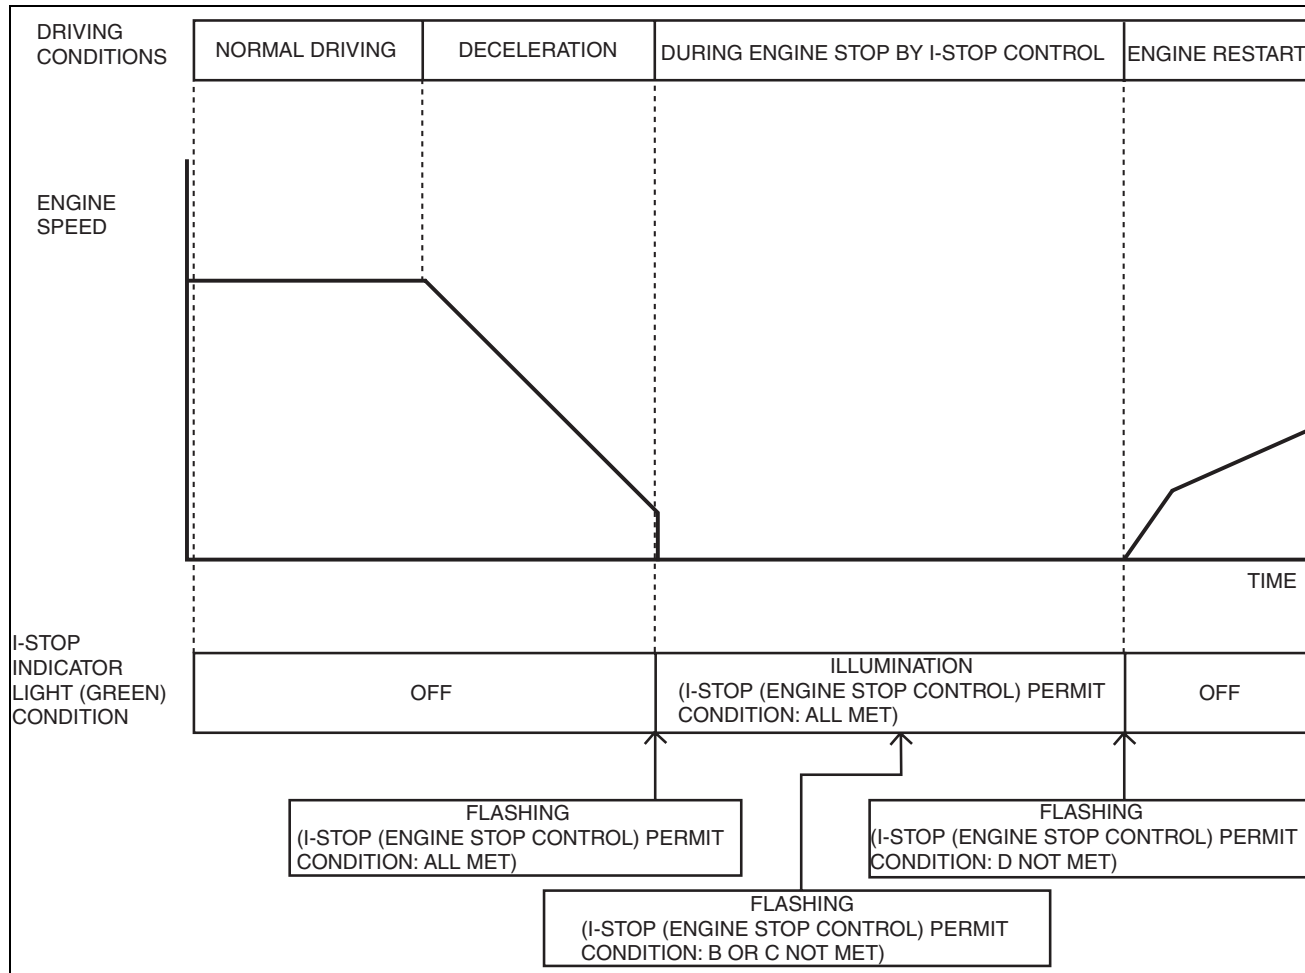 DRIVING
CONDITIONS
NORMAL DRIVING
DECELERATION
DURING ENGINE STOP BY I-STOP CONTROL
ENGINE RESTART
ENGINE
SPEED
TIME
I-STOP
INDICATOR
LIGHT (GREEN)
CONDITION
OFF
ILLUMINATION
(I-STOP (ENGINE STOP CONTROL) PERMIT
CONDITION: ALL MET)
OFF
FLASHING
(I-STOP (ENGINE STOP CONTROL) PERMIT
CONDITION: ALL MET)
FLASHING
(I-STOP (ENGINE STOP CONTROL) PERMIT
CONDITION: D NOT MET)
FLASHING
(I-STOP (ENGINE STOP CONTROL) PERMIT
CONDITION: B OR C NOT MET)